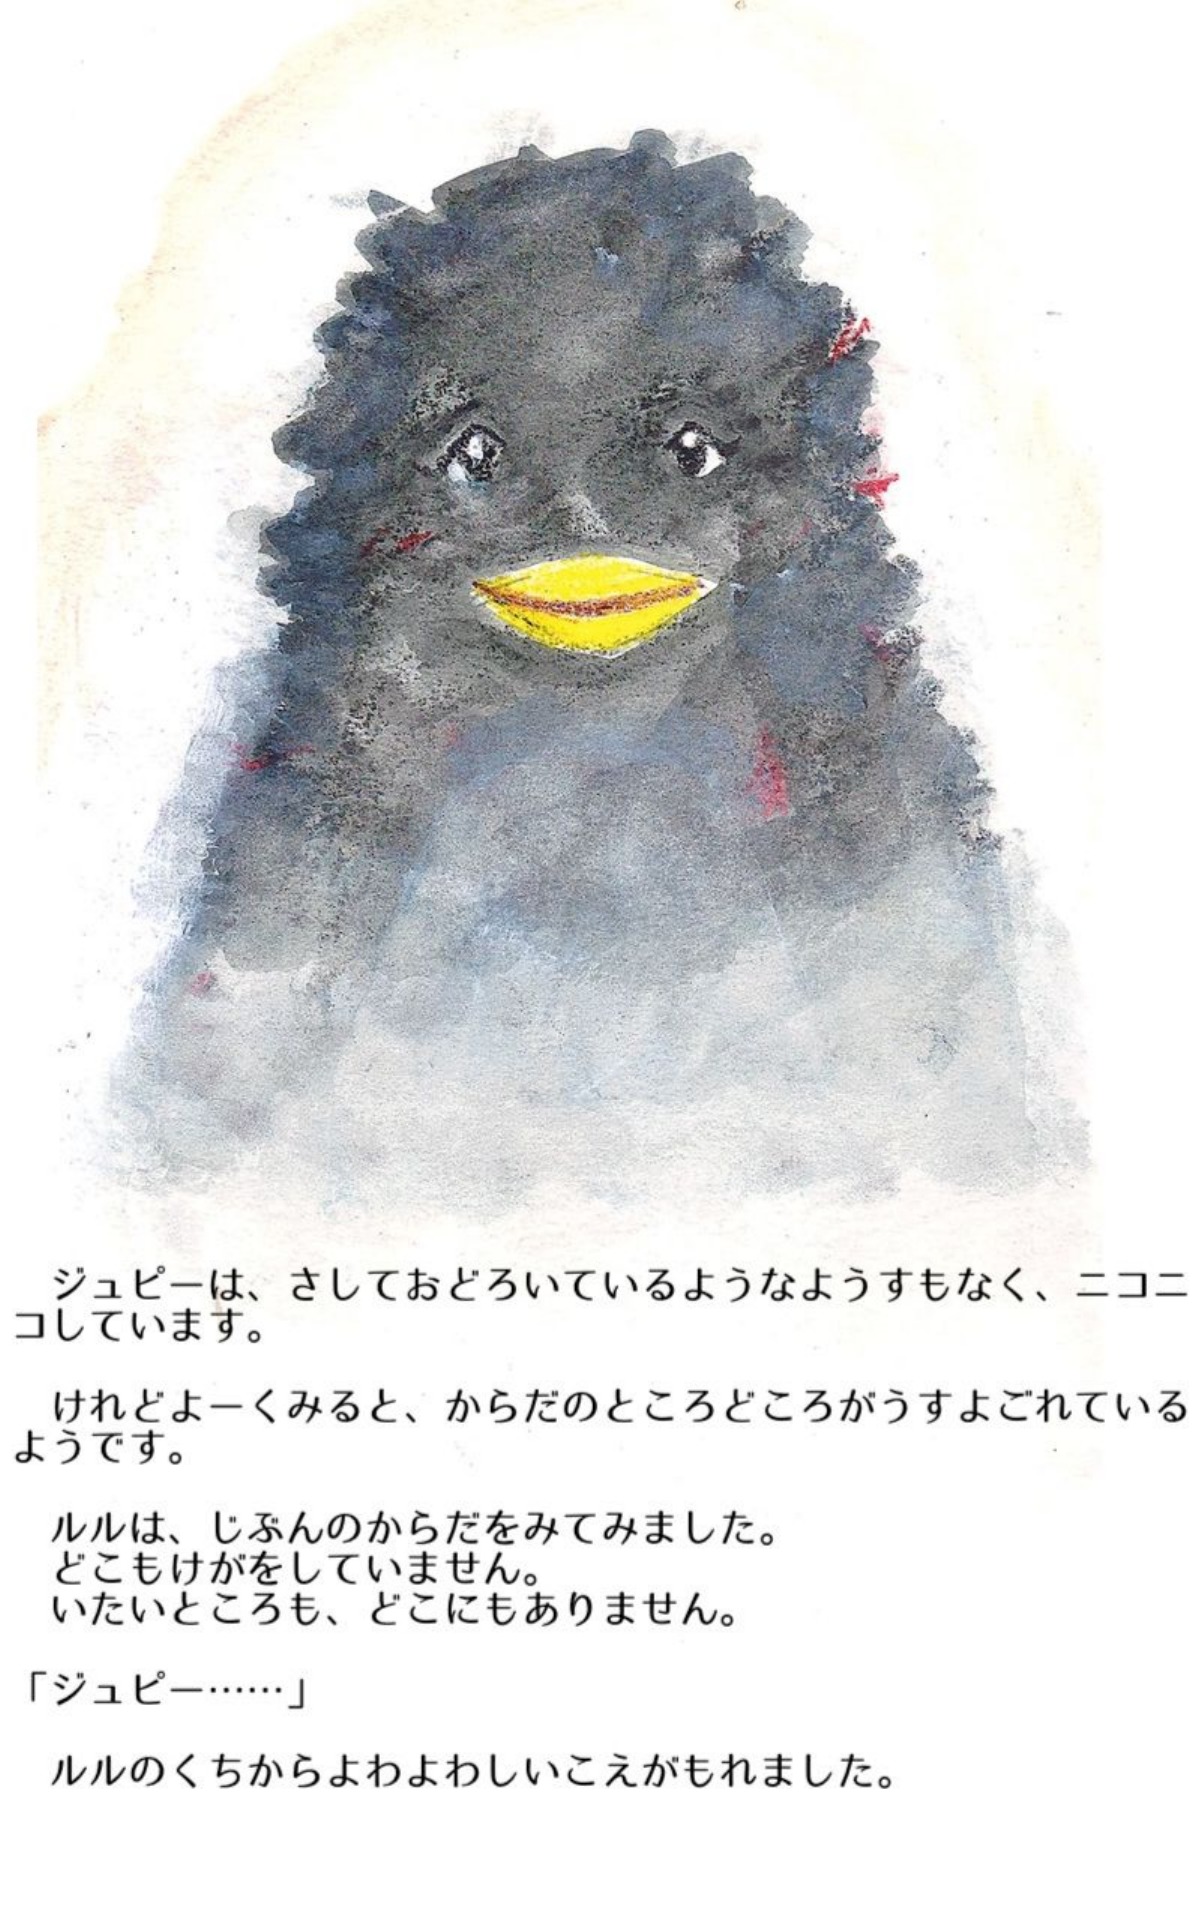 ジュピーは、さしておどろいているようなようすもなく、ニコニ
コしています。
　けれどよーくみると、からだのところどころがうすよごれている
ようです。
　ルルは、じぶんのからだをみてみました。
　どこもけがをしていません。
　いたいところも、どこにもありません。
「ジュピー……」
　ルルのくちからよわよわしいこえがもれました。